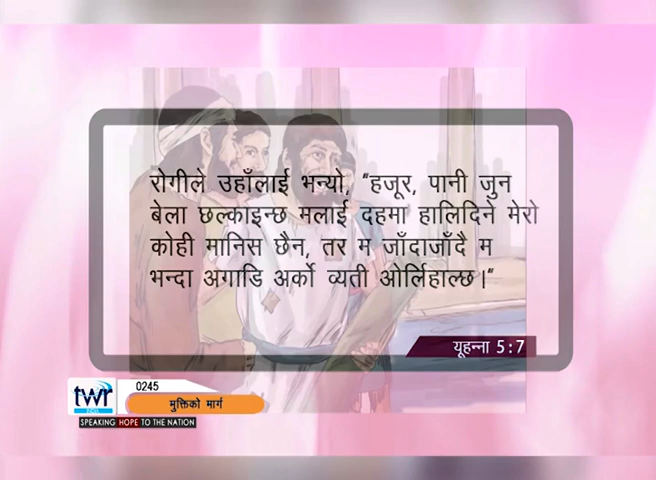 रोगीले उहाँलाई भन्यो, "हजूर, पानी जुन
बेला छल्काइन्छ मलाई दहमा हालिदिने मेरो
कोही मानिस छैन, तर म जाँदाजाँदै म
भन्दा अगाडि अर्को व्यती ओर्लिहाल्छ।"
यूहन्ना 5:7
twr
INDIA
0245
मुक्तिको मार्ग
SPEAKING HOPE TO THE NATION